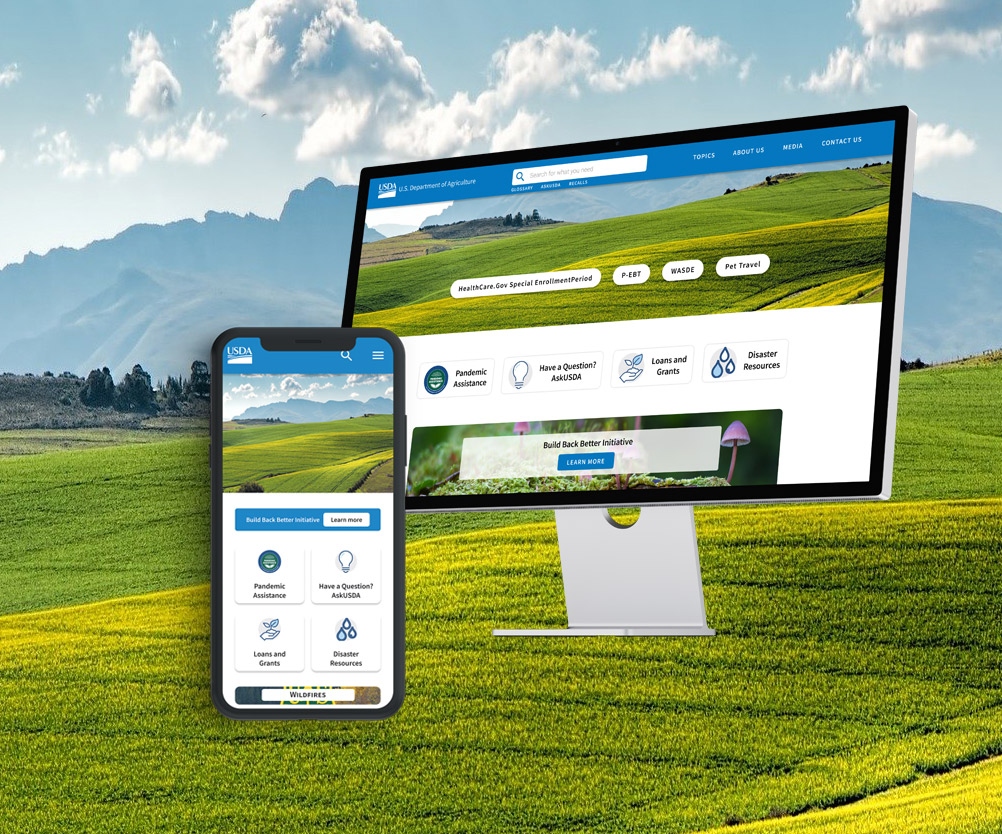 USDA
U.S. Department of Agriculture
Search for what you need
GLOSSARY ASKUSDA RECALLS
TOPICS ABOUT US MEDIA CONTACT US
HealthCare.Gov Special EnrollmentPeriod
P-EBT
WASDE
Pet Travel
Pandemic
Assistance
Have a Question?
AskUSDA
Loans and
Grants
Disaster
Resources
Build Back Better Initiative
LEARN MORE
USDA
Build Back Better Initiative
Learn more
Pandemic
Assistance
Have a Question?
AskUSDA
Loans and
Grants
Disaster
Resources
WILDFIRES